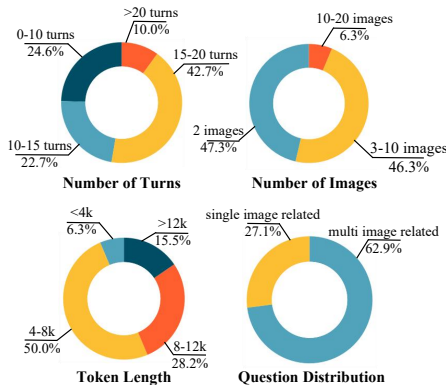 >20 turns
10.0%
0-10 turns
24.6%
15-20 turns
42.7%
10-15 turns
22.7%
Number of Turns
10-20 images
6.3%
2 images
47.3%
3-10 images
46.3%
Number of Images
<4k
6.3%
>12k
15.5%
4-8k
50.0%
8-12k
28.2%
Token Length
single image related
27.1%
multi image related
62.9%
Question Distribution